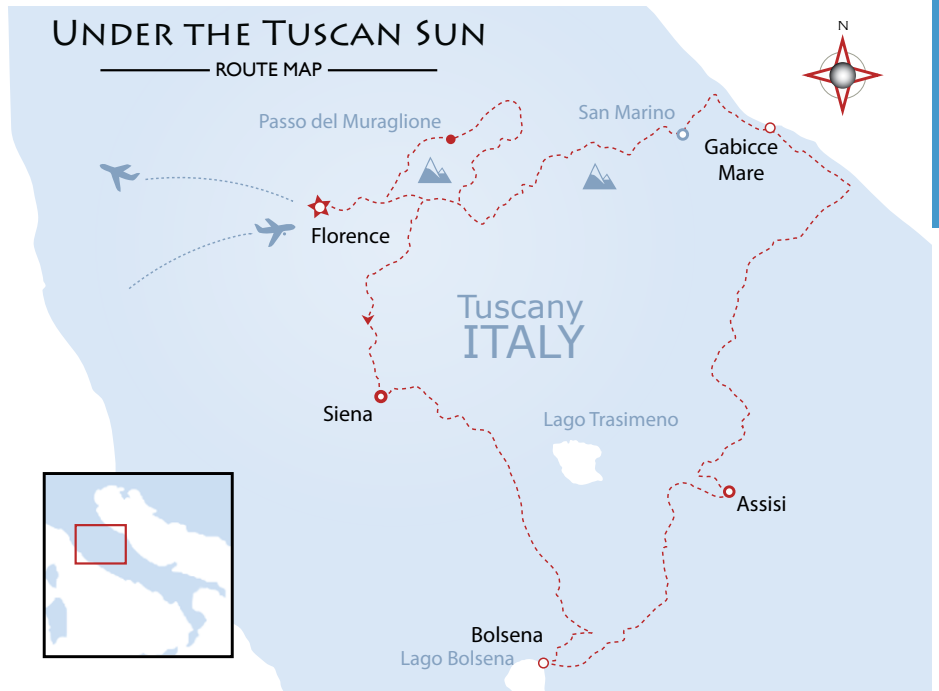 UNDER THE TUSCAN SUN
ROUTE MAP
N
Passo del Muraglione
San Marino
Gabicce
Mare
Florence
Tuscany
ITALY
Siena
Lago Trasimeno
Assisi
Bolsena
Lago Bolsena